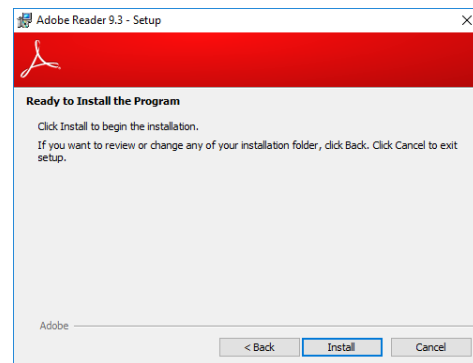 Adobe Reader 9.3 - Setup
Ready to Install the Program
Click Install to begin the installation.
If you want to review or change any of your installation folder, click Back. Click Cancel to exit
setup.
Adobe
< Back Install Cancel